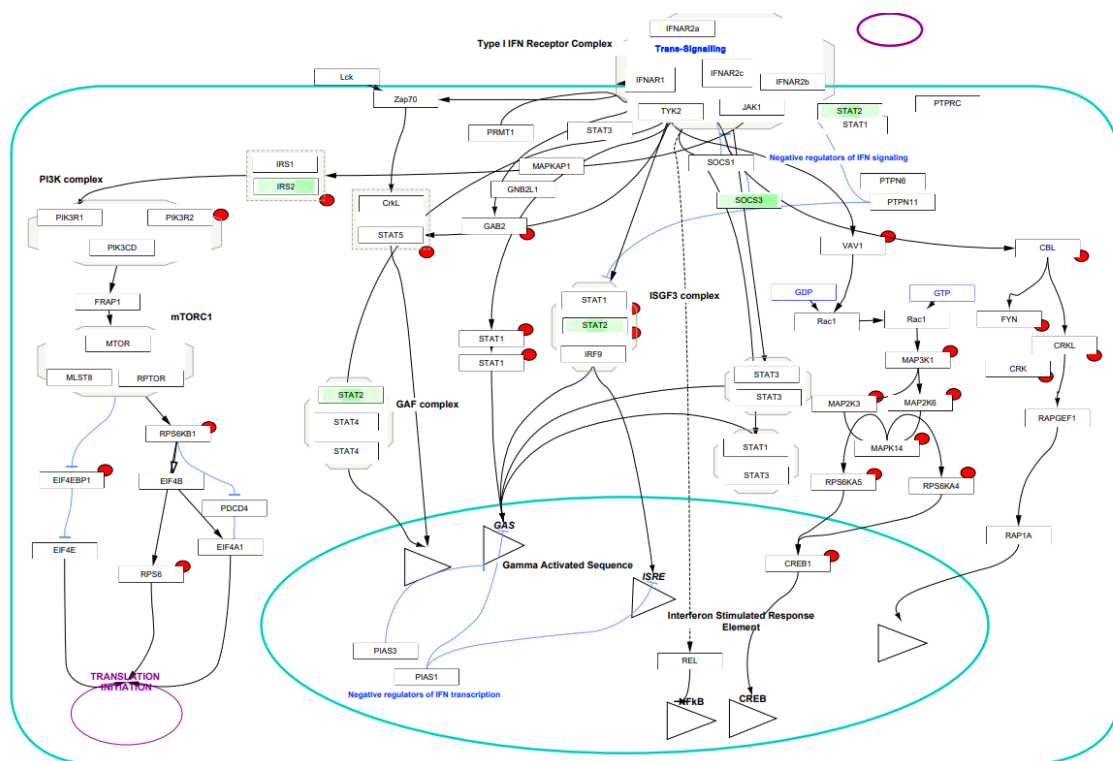 IFNAR2a
Type I IFN Receptor Complex
Trans-Signalling
Lck
IFNAR1
IFNAR2c
IFNAR2b
Zap70
TYK2
JAK1
STAT2
PTPRC
PRMT1
STAT3
STAT1
IRS1
MAPKAP1
SOCS1
Negative regulators of IFN signaling
PI3K complex
IRS2
GNB2L1
PTPN6
PIK3R1
PIK3R2
CrkL
GAB2
SOCS3
PTPN11
PIK3CD
STAT5
VAV1
CBL
FRAP1
mTORC1
STAT1
ISGF3 complex
GDP
GTP
MTOR
STAT1
STAT2
Rac1
Rac1
FYN
MLST8
RPTOR
STAT1
IRF9
MAP3K1
CRKL
CRK
STAT2
GAF complex
STAT3
STAT3
MAP2K3
MAP2K6
RPS6KB1
STAT4
STAT1
MAPK14
RAPGEF1
STAT4
STAT3
EIF4EBP1
EIF4B
RPS6KA5
RPS6KA4
PDCD4
GAS
EIF4E
EIF4A1
RAP1A
RPS6
Gamma Activated Sequence
CREB1
ISRE
Interferon Stimulated Response
Element
PIAS3
REL
TRANSLATION
INITIATION
PIAS1
Negative regulators of IFN transcription
NFkB
CREB